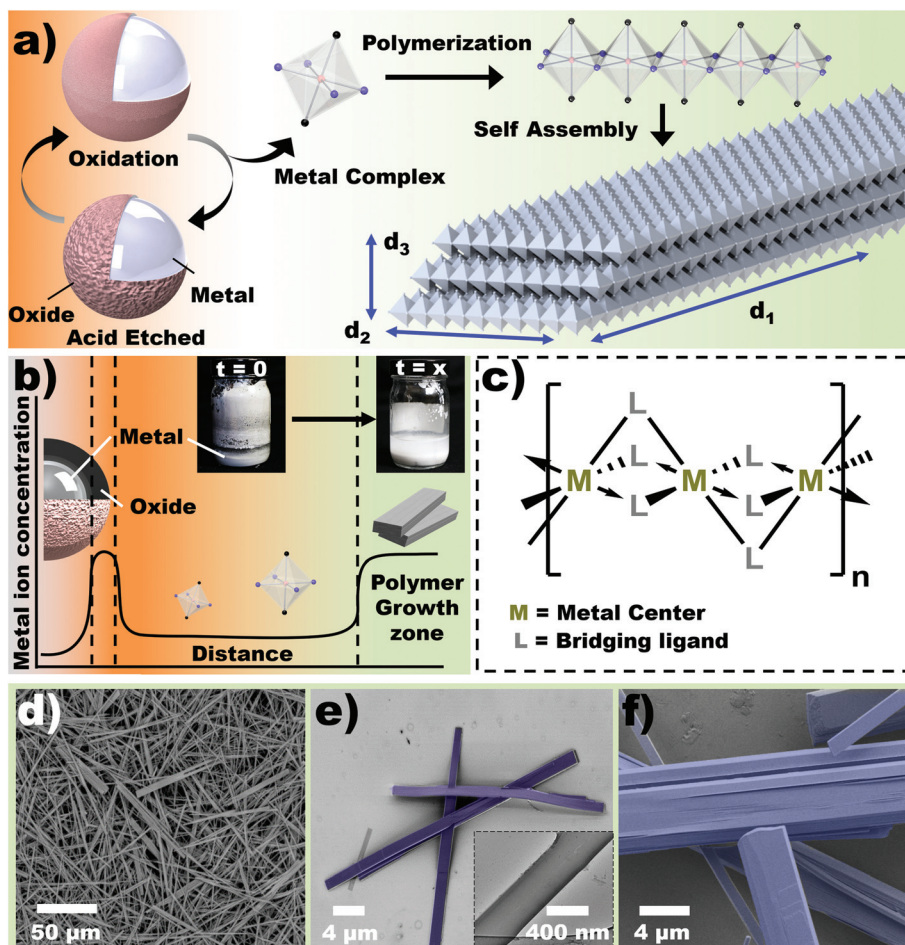 a)
Polymerization
Oxidation
Metal Complex
Self Assembly
Oxide
Metal
Acid Etched
d3
d2
d1
b)
t = 0
t = x
Metal ion concentration
Metal
Oxide
Distance
Polymer
Growth
zone
c)
L
L L
M M M
L L
L
n
M = Metal Center
L = Bridging ligand
d)
50 µm
e)
4 µm
400 nm
f)
4 µm